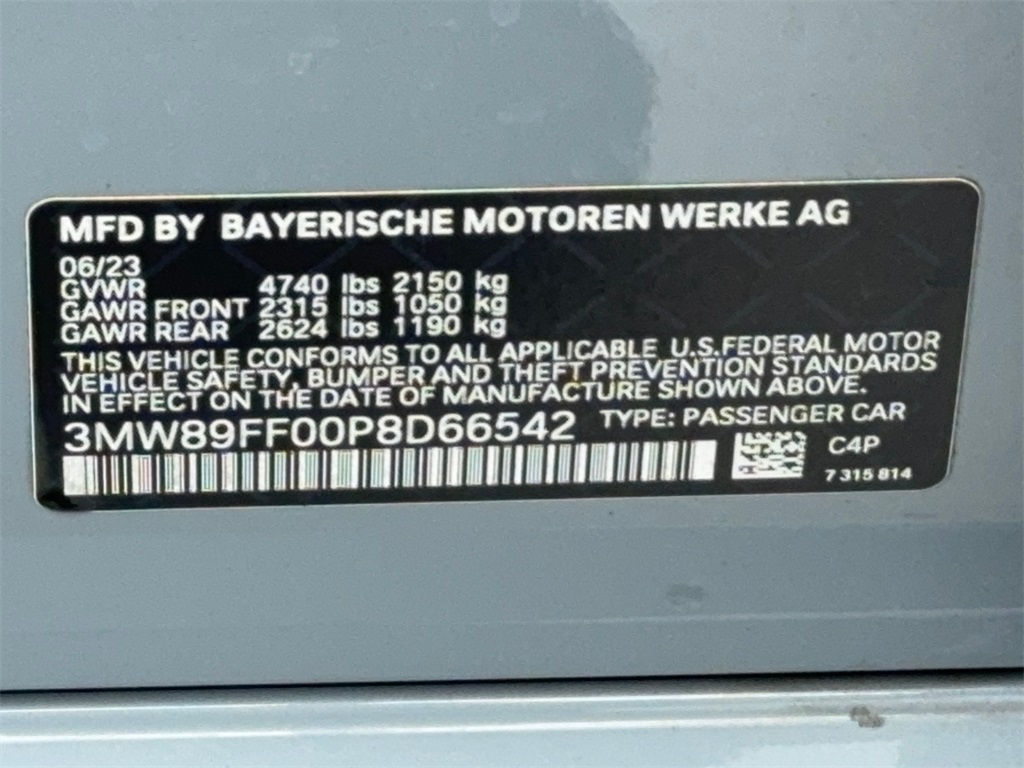 MFD BY BAYERISCHE MOTOREN WERKE AG
06/23
GVWR 4740 lbs 2150 kg
GAWR FRONT 2315 lbs 1050 kg
GAWR REAR 2624 lbs 1190 kg
THIS VEHICLE CONFORMS TO ALL APPLICABLE U.S.FEDERAL MOTOR
VEHICLE SAFETY, BUMPER AND THEFT PREVENTION STANDARDS
IN EFFECT ON THE DATE OF MANUFACTURE SHOWN ABOVE.
3MW89FF00P8D66542 TYPE: PASSENGER CAR
C4P
7 315 814